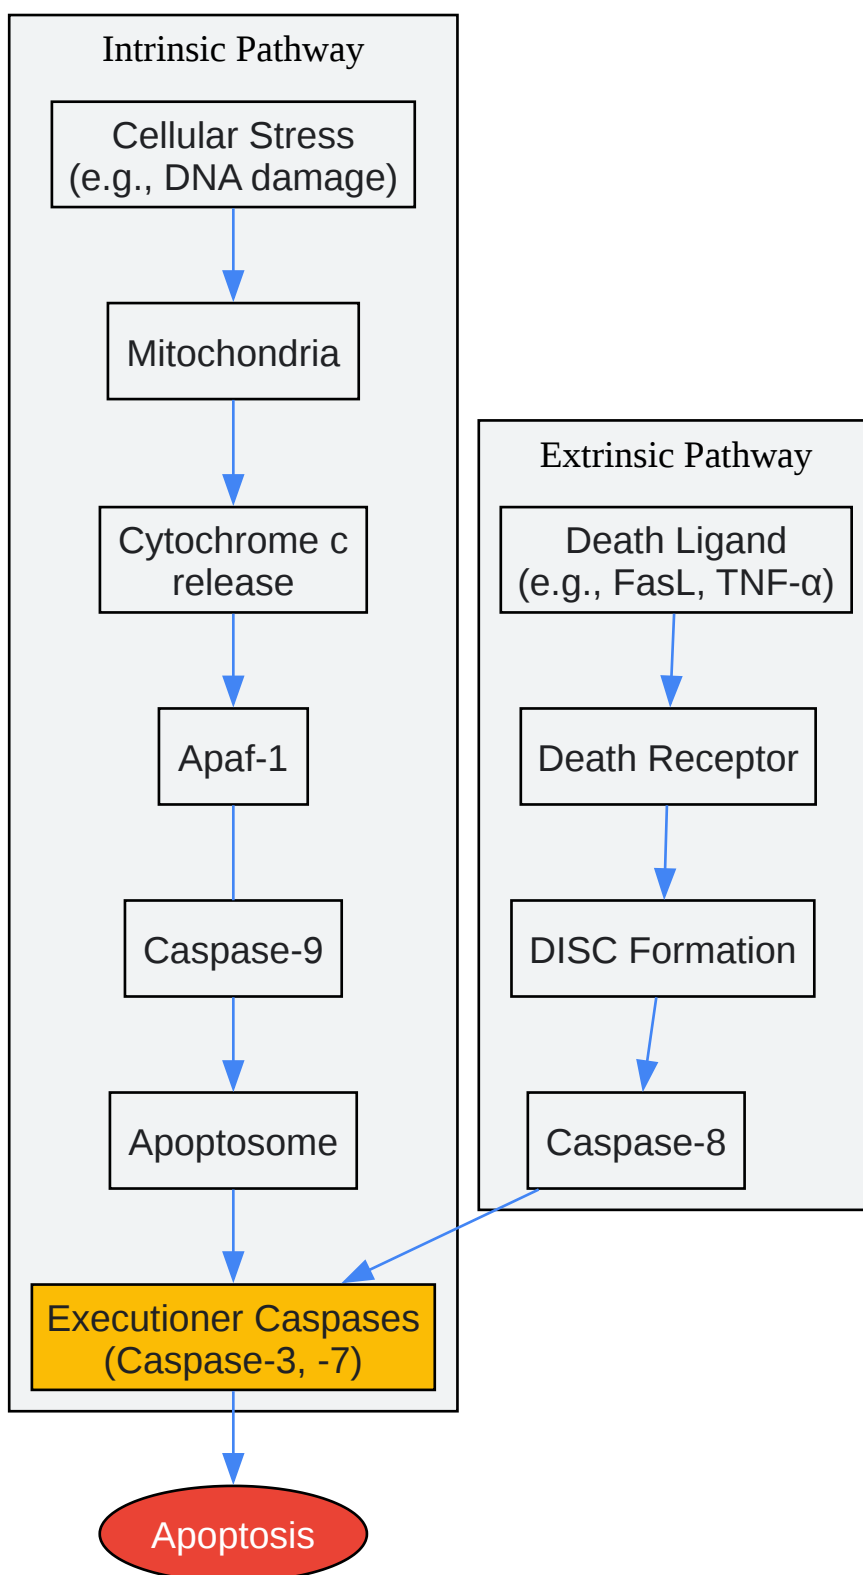 Intrinsic Pathway
Cellular Stress
(e.g., DNA damage)
Mitochondria
Cytochrome c
release
Apaf-1
Caspase-9
Apoptosome
Executioner Caspases
(Caspase-3, -7)
Apoptosis
Extrinsic Pathway
Death Ligand
(e.g., FasL, TNF-α)
Death Receptor
DISC Formation
Caspase-8